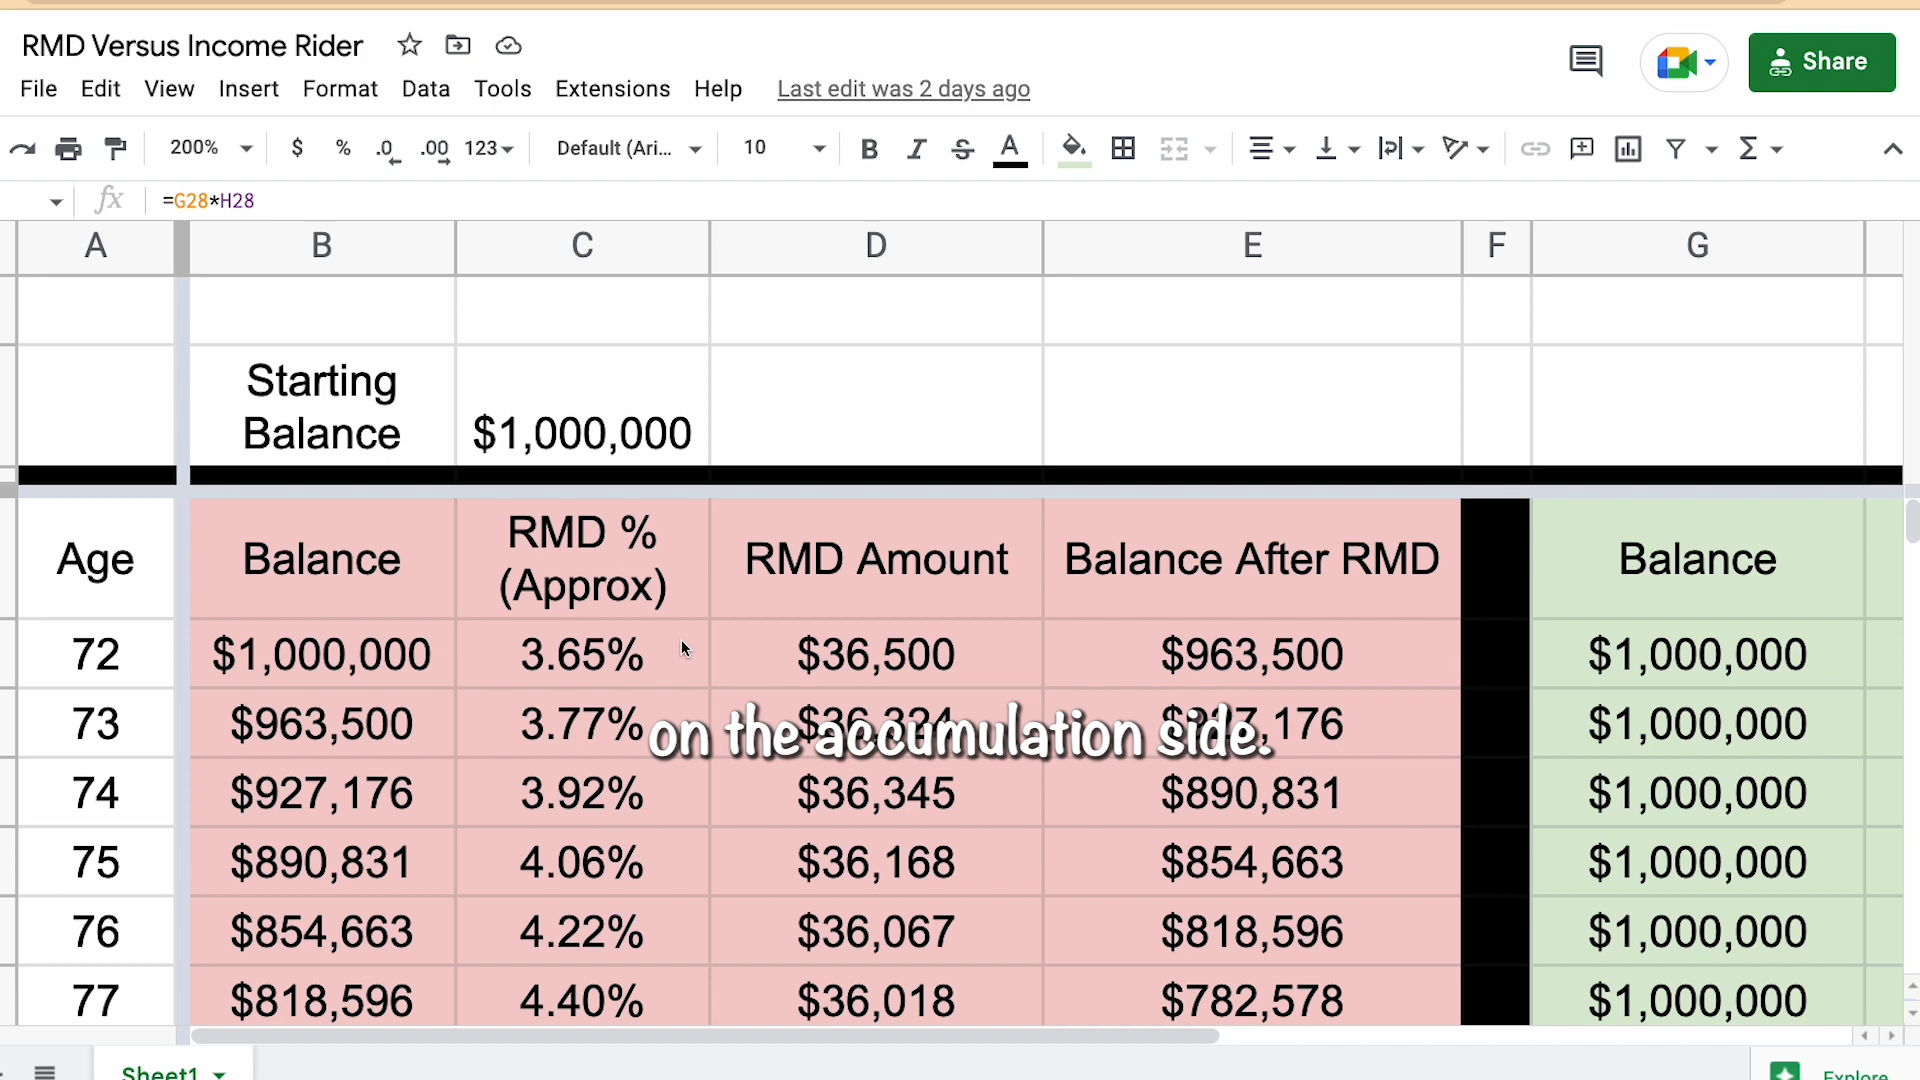 RMD Versus Income Rider
File Edit View Insert Format Data Tools Extensions Help Last edit was 2 days ago
Share
200% $ % .0 .00 123 Default (Ari... 10 B I S A
fx =G28*H28
A B C D E F G
Starting
Balance $1,000,000
Age Balance RMD %
(Approx) RMD Amount Balance After RMD Balance
72 $1,000,000 3.65% $36,500 $963,500 $1,000,000
73 $963,500 3.77% $36,324 $927,176 $1,000,000
on the accumulation side.
74 $927,176 3.92% $36,345 $890,831 $1,000,000
75 $890,831 4.06% $36,168 $854,663 $1,000,000
76 $854,663 4.22% $36,067 $818,596 $1,000,000
77 $818,596 4.40% $36,018 $782,578 $1,000,000
Sheet1 Explore